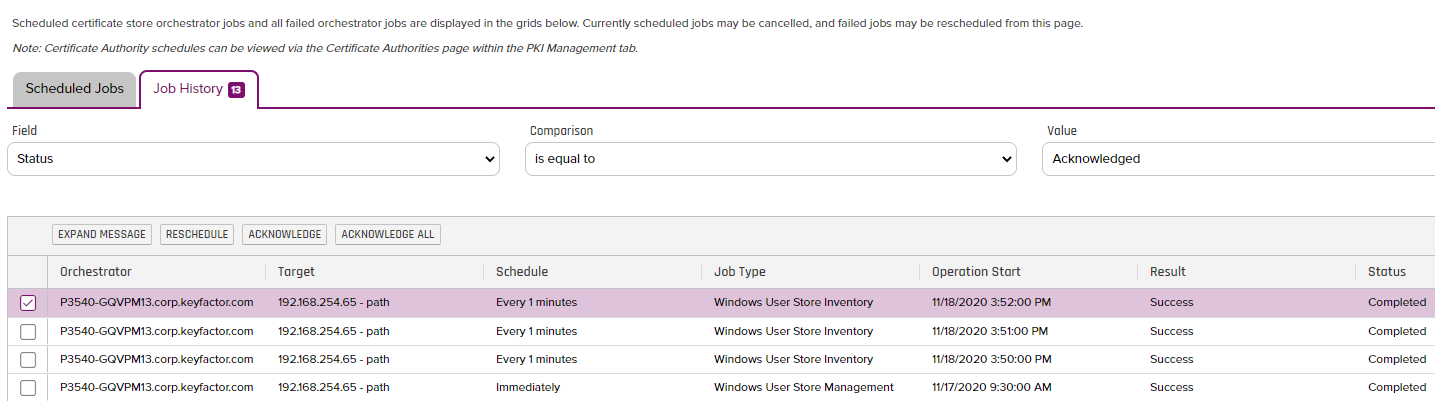 Scheduled certificate store orchestrator jobs and all failed orchestrator jobs are displayed in the grids below. Currently scheduled jobs may be cancelled, and failed jobs may be rescheduled from this page.
Note: Certificate Authority schedules can be viewed via the Certificate Authorities page within the PKI Management tab.
Scheduled Jobs Job History 13
Field Comparison Value
Status is equal to Acknowledged
EXPAND MESSAGE RESCHEDULE ACKNOWLEDGE ACKNOWLEDGE ALL
Orchestrator Target Schedule Job Type Operation Start Result Status
P3540-GQVPM13.corp.keyfactor.com 192.168.254.65 - path Every 1 minutes Windows User Store Inventory 11/18/2020 3:52:00 PM Success Completed
P3540-GQVPM13.corp.keyfactor.com 192.168.254.65 - path Every 1 minutes Windows User Store Inventory 11/18/2020 3:51:00 PM Success Completed
P3540-GQVPM13.corp.keyfactor.com 192.168.254.65 - path Every 1 minutes Windows User Store Inventory 11/18/2020 3:50:00 PM Success Completed
P3540-GQVPM13.corp.keyfactor.com 192.168.254.65 - path Immediately Windows User Store Management 11/17/2020 9:30:00 AM Success Completed